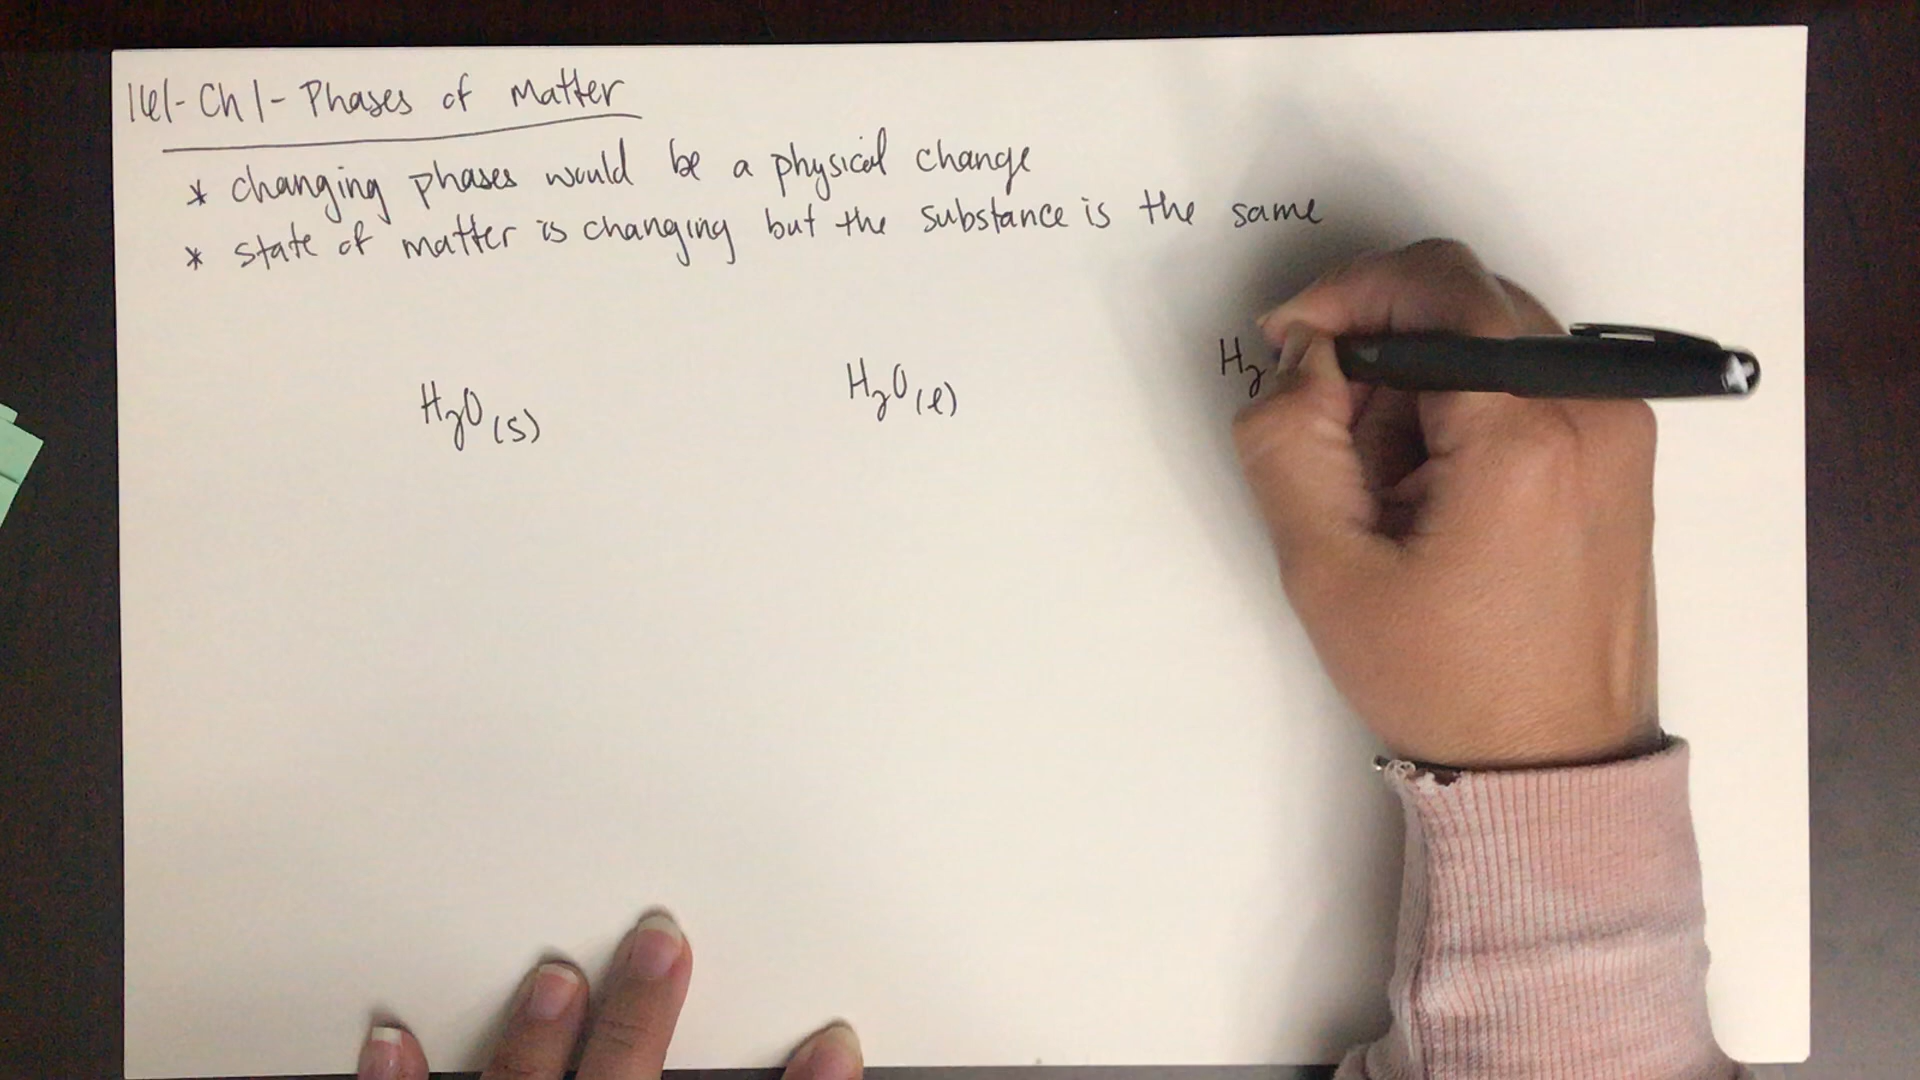 161-Ch 1- Phases of Matter
* changing phases would be a physical change
* state of matter is changing but the substance is the same
H₂O(s) H₂O(l) H₂